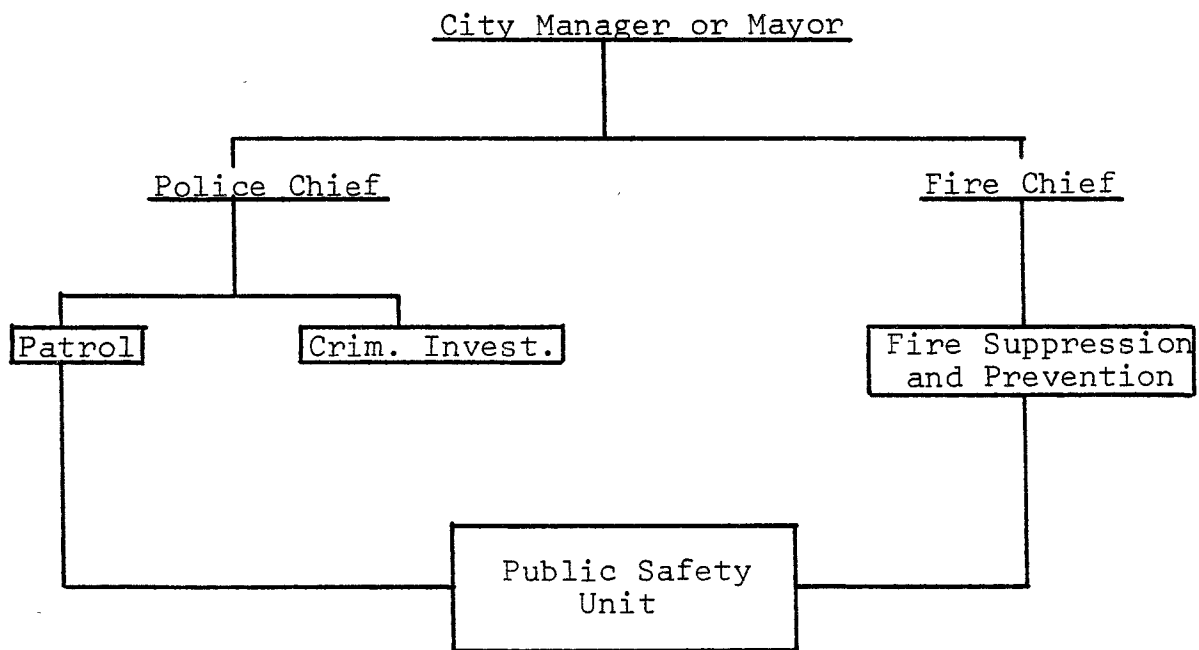 City Manager or Mayor
Police Chief
Fire Chief
Patrol
Crim. Invest.
Fire Suppression
and Prevention
Public Safety
Unit